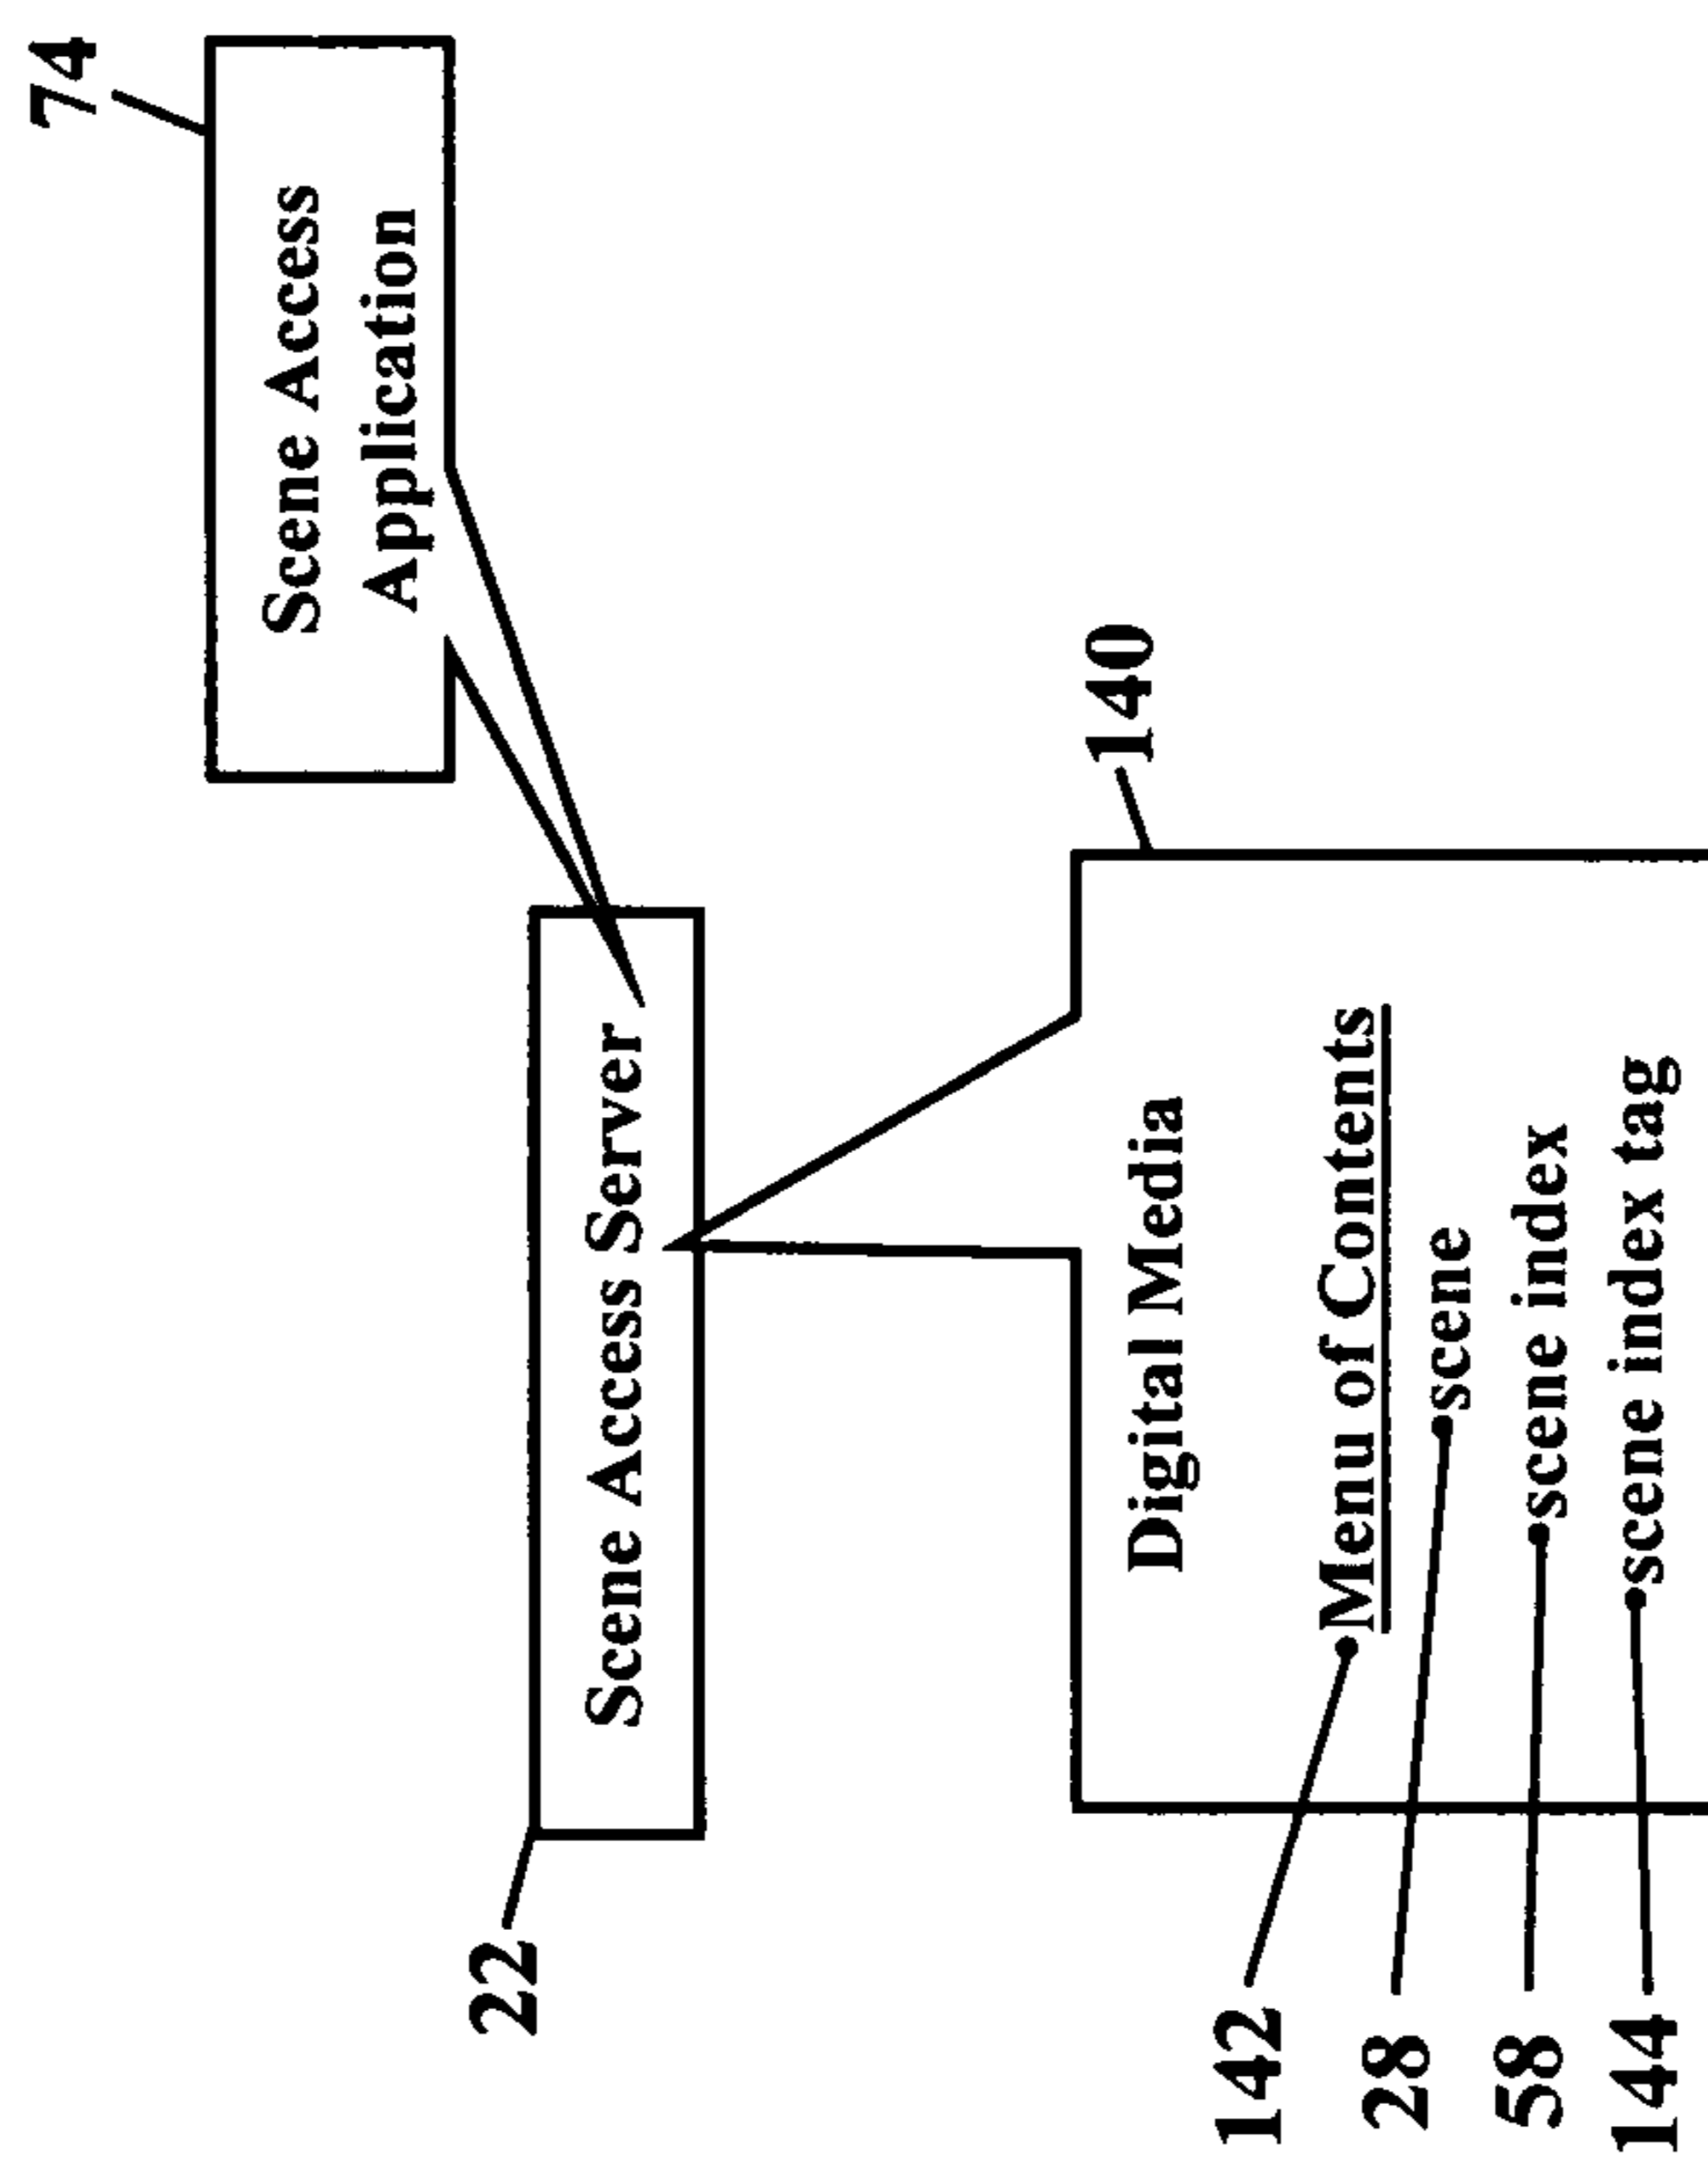 74
Scene Access
Application
22
Scene Access Server
140
Digital Media
142
Menu of Contents
28
scene
58
scene index
144
scene index tag